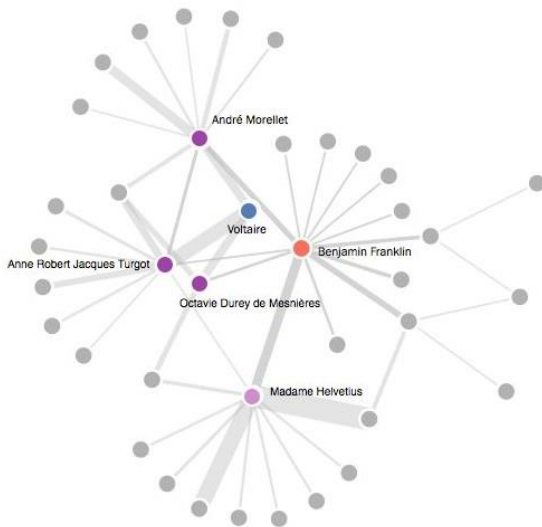 André Morellet
Voltaire
Benjamin Franklin
Anne Robert Jacques Turgot
Octavie Durey de Mesnières
Madame Helvetius